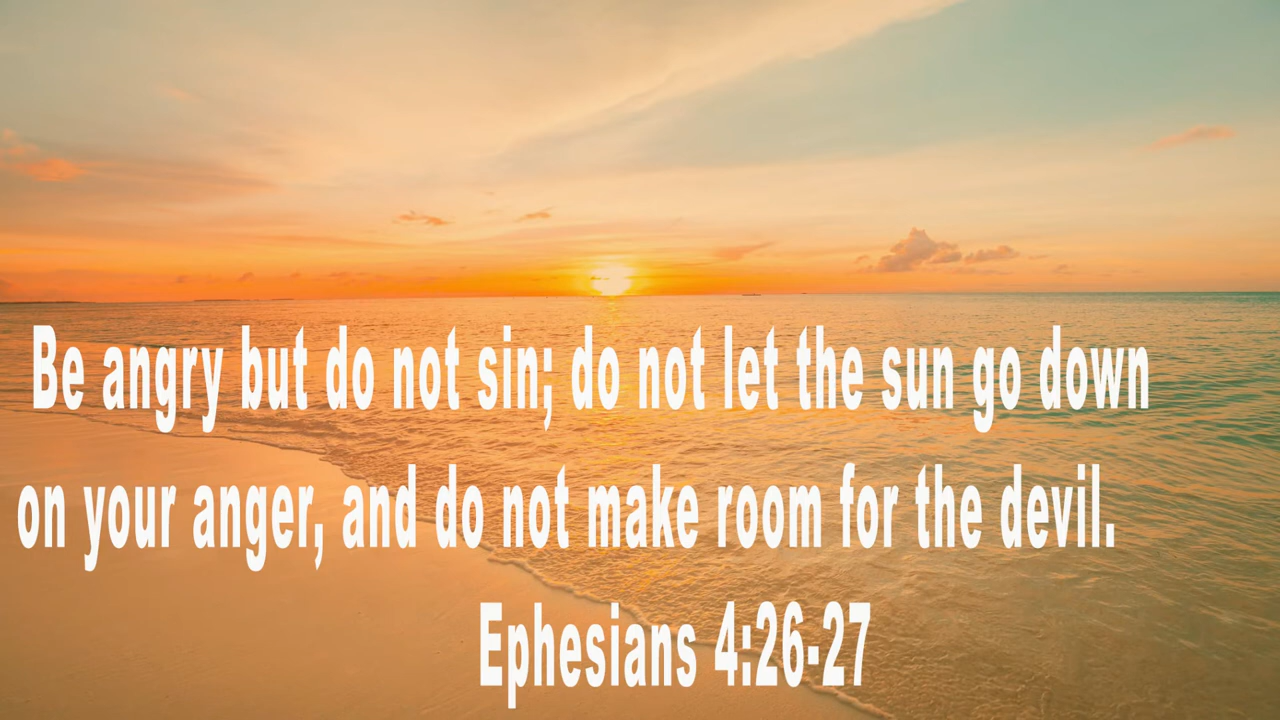 Be angry but do not sin; do not let the sun go down
on your anger, and do not make room for the devil.
Ephesians 4:26-27